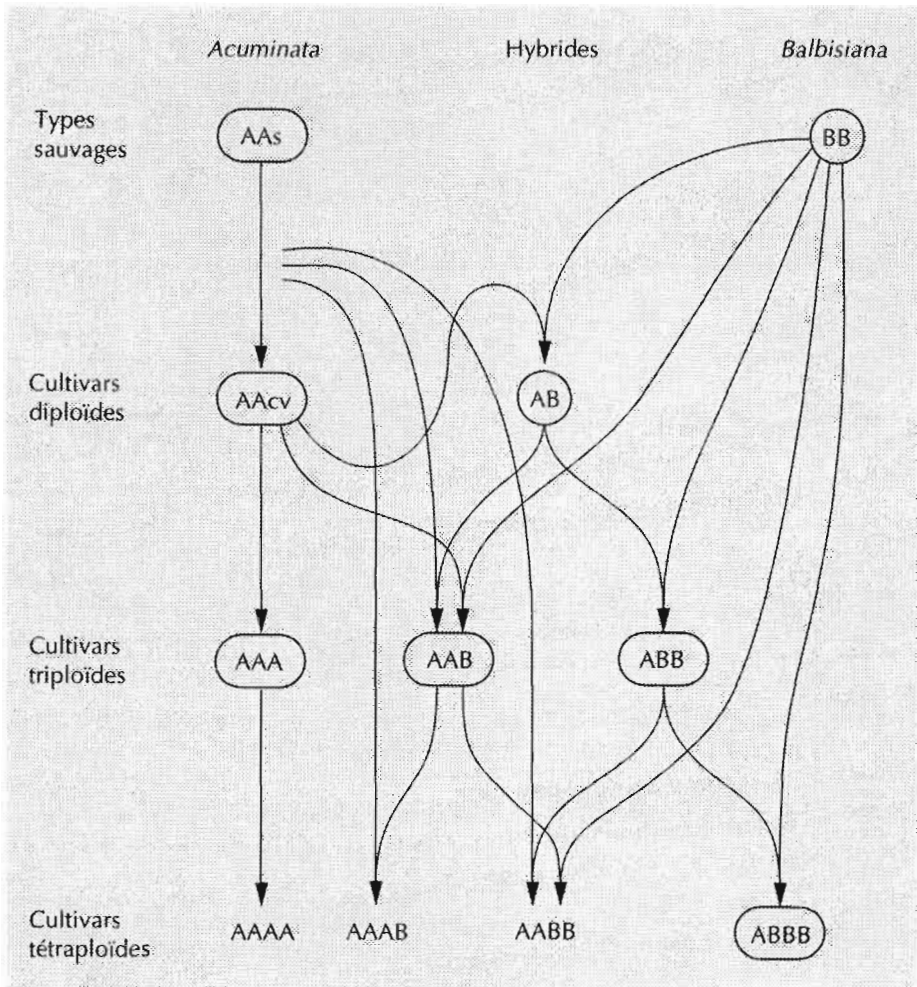 Acuminata
Hybrides
Balbisiana
Types
sauvages
AAs
BB
Cultivars
diploïdes
AAcv
AB
Cultivars
triploïdes
AAA
AAB
ABB
Cultivars
tétraploïdes
AAAA
AAAB
AABB
ABBB